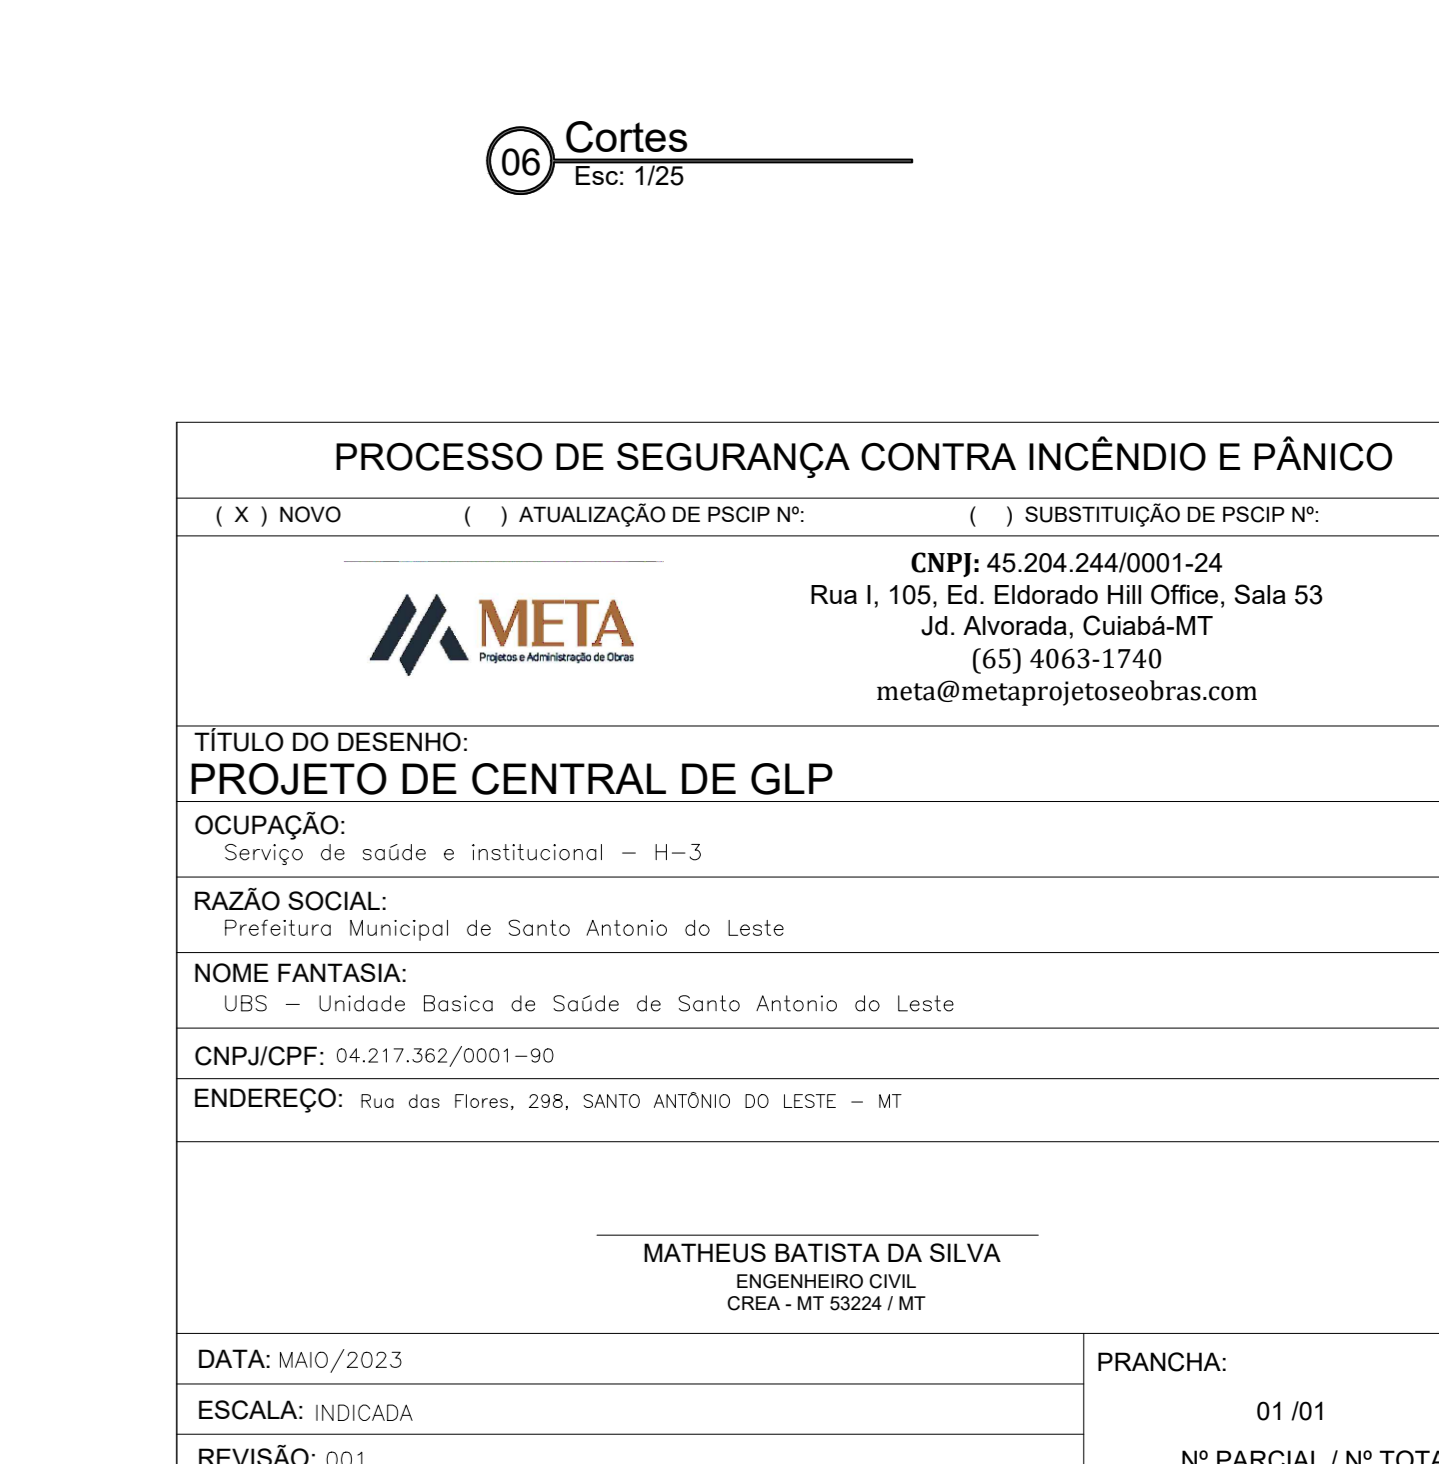 06 Cortes
Esc: 1/25
PROCESSO DE SEGURANÇA CONTRA INCÊNDIO E PÂNICO
( X ) NOVO ( ) ATUALIZAÇÃO DE PSCIP Nº: ( ) SUBSTITUIÇÃO DE PSCIP Nº:
META
Projetos e Administração de Obras
CNPJ: 45.204.244/0001-24
Rua I, 105, Ed. Eldorado Hill Office, Sala 53
Jd. Alvorada, Cuiabá-MT
(65) 4063-1740
meta@metaprojetoseobras.com
TÍTULO DO DESENHO:
PROJETO DE CENTRAL DE GLP
OCUPAÇÃO:
Serviço de saúde e institucional – H–3
RAZÃO SOCIAL:
Prefeitura Municipal de Santo Antonio do Leste
NOME FANTASIA:
UBS – Unidade Basica de Saúde de Santo Antonio do Leste
CNPJ/CPF: 04.217.362/0001–90
ENDEREÇO: Rua das Flores, 298, SANTO ANTÔNIO DO LESTE – MT
MATHEUS BATISTA DA SILVA
ENGENHEIRO CIVIL
CREA - MT 53224 / MT
DATA: MAIO/2023
ESCALA: INDICADA
REVISÃO: 001
PRANCHA:
01 /01
Nº PARCIAL / Nº TOTA